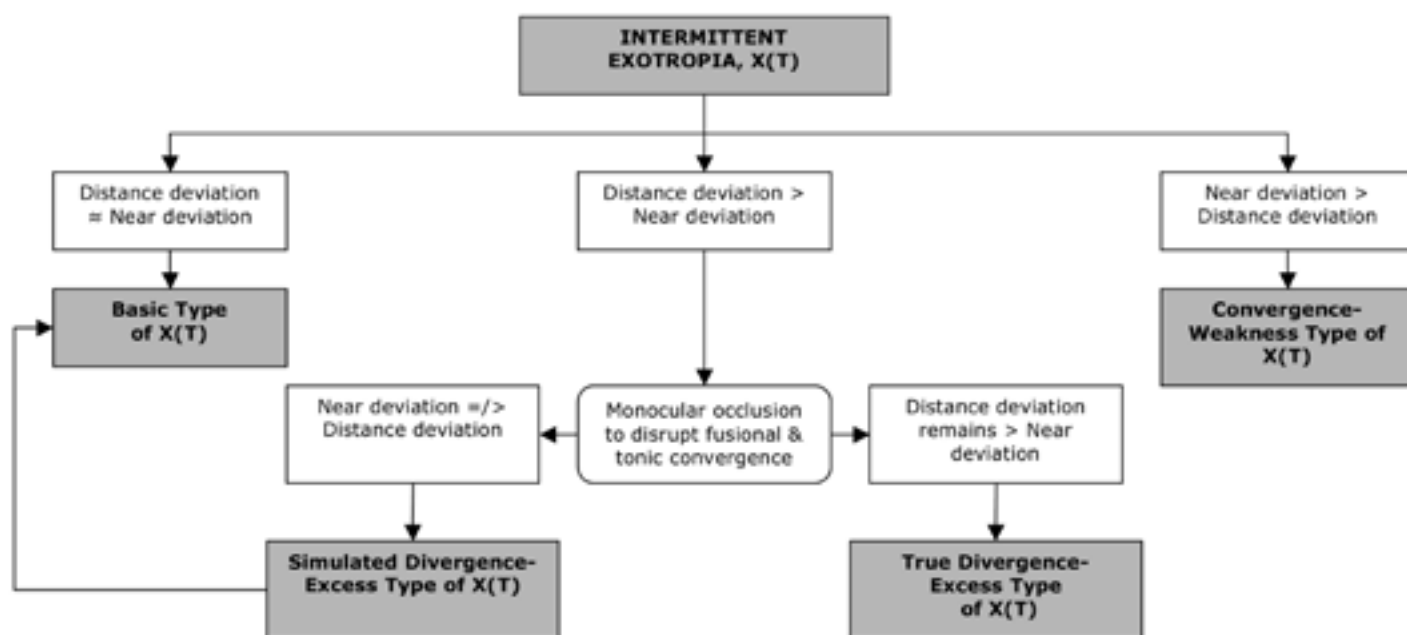 INTERMITTENT
EXOTROPIA, X(T)
Distance deviation
≈ Near deviation
Distance deviation >
Near deviation
Near deviation >
Distance deviation
Basic Type
of X(T)
Convergence-
Weakness Type of
X(T)
Near deviation =/>
Distance deviation
Monocular occlusion
to disrupt fusional &
tonic convergence
Distance deviation
remains > Near
deviation
Simulated Divergence-
Excess Type of X(T)
True Divergence-
Excess Type
of X(T)